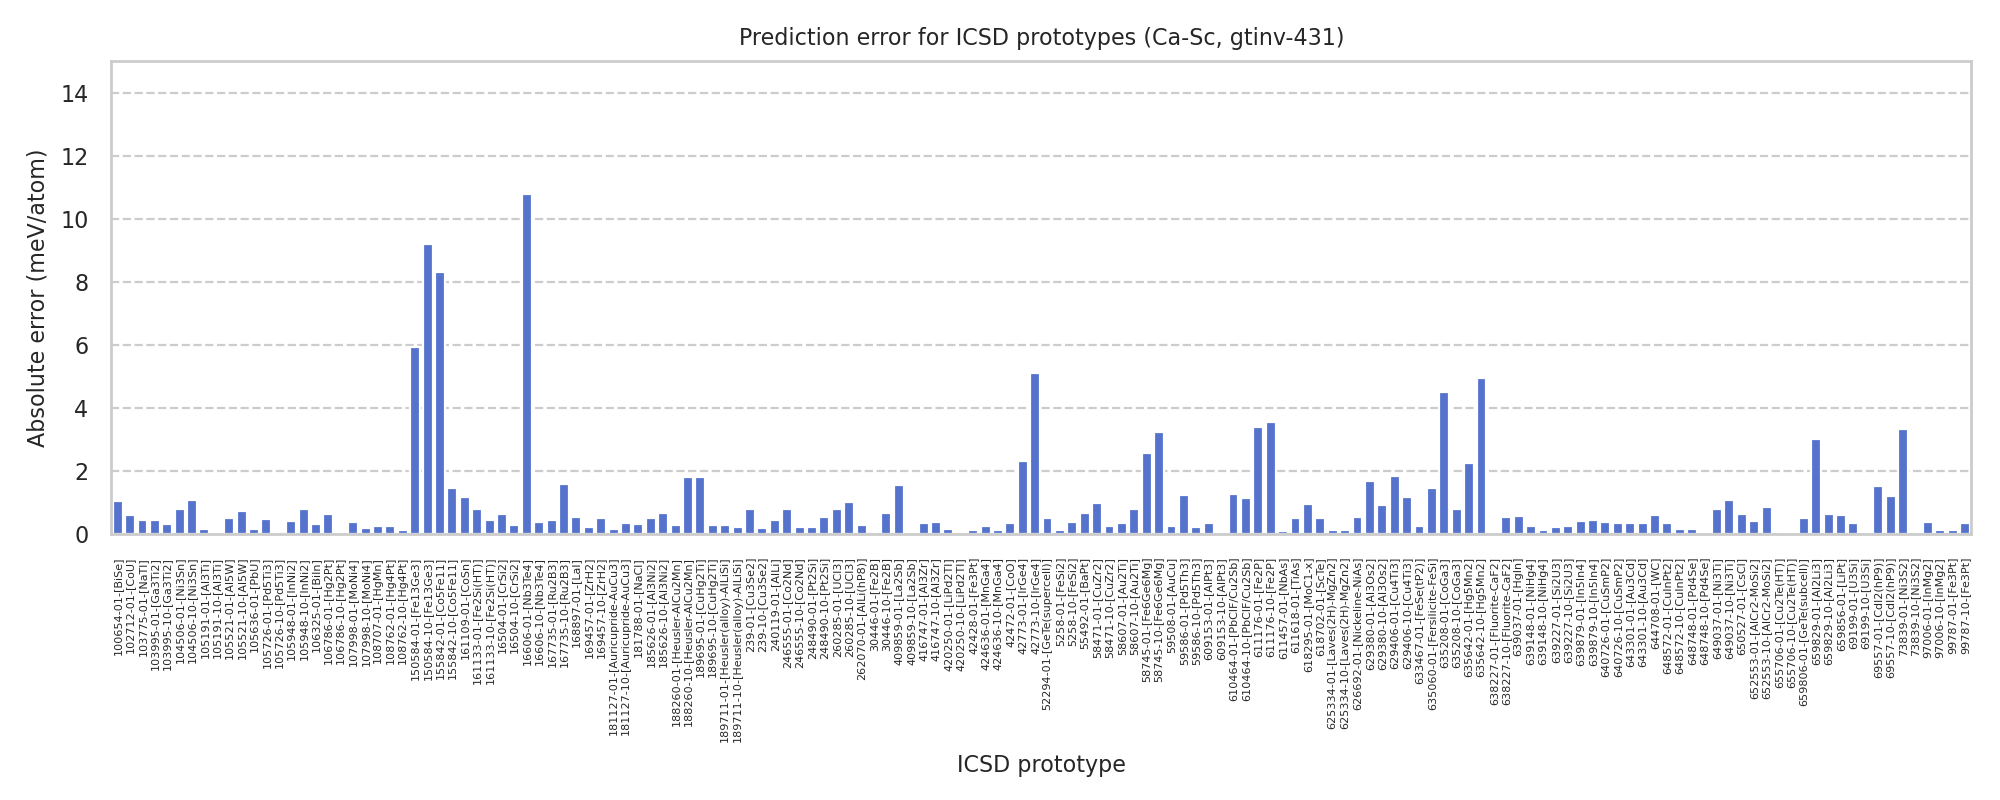 Prediction error for ICSD prototypes (Ca-Sc, gtinv-431)
Absolute error (meV/atom)
14
12
10
8
6
4
2
0
100654-01-[BiSe]
102712-01-[CoU]
103775-01-[NaTl]
103995-01-[Ga3Ti2]
103995-10-[Ga3Ti2]
104506-01-[Ni3Sn]
104506-10-[Ni3Sn]
105191-01-[Al3Ti]
105191-10-[Al3Ti]
105521-01-[Al5W]
105521-10-[Al5W]
105636-01-[PbU]
105726-01-[Pd5Ti3]
105726-10-[Pd5Ti3]
105948-01-[InNi2]
105948-10-[InNi2]
106325-01-[BiIn]
106786-01-[Hg2Pt]
106786-10-[Hg2Pt]
107998-01-[MoNi4]
107998-10-[MoNi4]
108707-01-[HgMn]
108762-01-[Hg4Pt]
108762-10-[Hg4Pt]
150584-01-[Fe13Ge3]
150584-10-[Fe13Ge3]
155842-01-[Co5Fe11]
155842-10-[Co5Fe11]
161109-01-[CoSn]
161133-01-[Fe2Si(HT)]
161133-10-[Fe2Si(HT)]
16504-01-[CrSi2]
16504-10-[CrSi2]
16606-01-[Nb3Te4]
16606-10-[Nb3Te4]
167735-01-[Ru2B3]
167735-10-[Ru2B3]
168897-01-[LaI]
169457-01-[ZrH2]
169457-10-[ZrH2]
181127-01-[Auricupride-AuCu3]
181127-10-[Auricupride-AuCu3]
181788-01-[NaCl]
185626-01-[Al3Ni2]
185626-10-[Al3Ni2]
188260-01-[Heusler-AlCu2Mn]
188260-10-[Heusler-AlCu2Mn]
189695-01-[CuHg2Ti]
189695-10-[CuHg2Ti]
189711-01-[Heusler(alloy)-AlLiSi]
189711-10-[Heusler(alloy)-AlLiSi]
239-01-[Cu3Se2]
239-10-[Cu3Se2]
240119-01-[AlLi]
246555-01-[Co2Nd]
246555-10-[Co2Nd]
248490-01-[Pt2Si]
248490-10-[Pt2Si]
260285-01-[UCl3]
260285-10-[UCl3]
262070-01-[AlLi(hP8)]
30446-01-[Fe2B]
30446-10-[Fe2B]
409859-01-[La2Sb]
409859-10-[La2Sb]
416747-01-[Al3Zr]
416747-10-[Al3Zr]
420250-01-[LiPd2Tl]
420250-10-[LiPd2Tl]
42428-01-[Fe3Pt]
424636-01-[MnGa4]
424636-10-[MnGa4]
42472-01-[CoO]
42773-01-[IrGe4]
42773-10-[IrGe4]
52294-01-[GeTe(supercell)]
5258-01-[FeSi2]
5258-10-[FeSi2]
55492-01-[BaPt]
58471-01-[CuZr2]
58471-10-[CuZr2]
58607-01-[Au2Ti]
58607-10-[Au2Ti]
58745-01-[Fe6Ge6Mg]
58745-10-[Fe6Ge6Mg]
59508-01-[AuCu]
59586-01-[Pd5Th3]
59586-10-[Pd5Th3]
609153-01-[AlPt3]
609153-10-[AlPt3]
610464-01-[PbClF/Cu2Sb]
610464-10-[PbClF/Cu2Sb]
611176-01-[Fe2P]
611176-10-[Fe2P]
611457-01-[NbAs]
611618-01-[TiAs]
618295-01-[MoC1-x]
618702-01-[ScTe]
625334-01-[Laves(2H)-MgZn2]
625334-10-[Laves(2H)-MgZn2]
626692-01-[Nickeline-NiAs]
629380-01-[Al3Os2]
629380-10-[Al3Os2]
629406-01-[Cu4Ti3]
629406-10-[Cu4Ti3]
633467-01-[FeSe(tP2)]
635060-01-[Fersilicite-FeSi]
635208-01-[CoGa3]
635208-10-[CoGa3]
635642-01-[Hg5Mn2]
635642-10-[Hg5Mn2]
638227-01-[Fluorite-CaF2]
638227-10-[Fluorite-CaF2]
639037-01-[HgIn]
639148-01-[NiHg4]
639148-10-[NiHg4]
639227-01-[Si2U3]
639227-10-[Si2U3]
639879-01-[In5In4]
639879-10-[In5In4]
640726-01-[CuSmP2]
640726-10-[CuSmP2]
643301-01-[Au3Cd]
643301-10-[Au3Cd]
644708-01-[WC]
648572-01-[CuInPt2]
648572-10-[CuInPt2]
648748-01-[Pd4Se]
648748-10-[Pd4Se]
649037-01-[Ni3Ti]
649037-10-[Ni3Ti]
650527-01-[CsCl]
652553-01-[AlCr2-MoSi2]
652553-10-[AlCr2-MoSi2]
655706-01-[Cu2Te(HT)]
655706-10-[Cu2Te(HT)]
659806-01-[GeTe(subcell)]
659829-01-[Al2Li3]
659829-10-[Al2Li3]
659856-01-[LiPt]
69199-01-[U3Si]
69199-10-[U3Si]
69557-01-[CdI2(hP9)]
69557-10-[CdI2(hP9)]
73839-01-[Ni3S2]
73839-10-[Ni3S2]
97006-01-[InMg2]
97006-10-[InMg2]
99787-01-[Fe3Pt]
99787-10-[Fe3Pt]
ICSD prototype